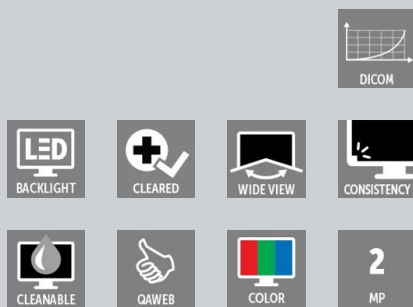 DICOM
LED
BACKLIGHT
CLEARED
WIDE VIEW
CONSISTENCY
CLEANABLE
QAWEB
COLOR
2
MP